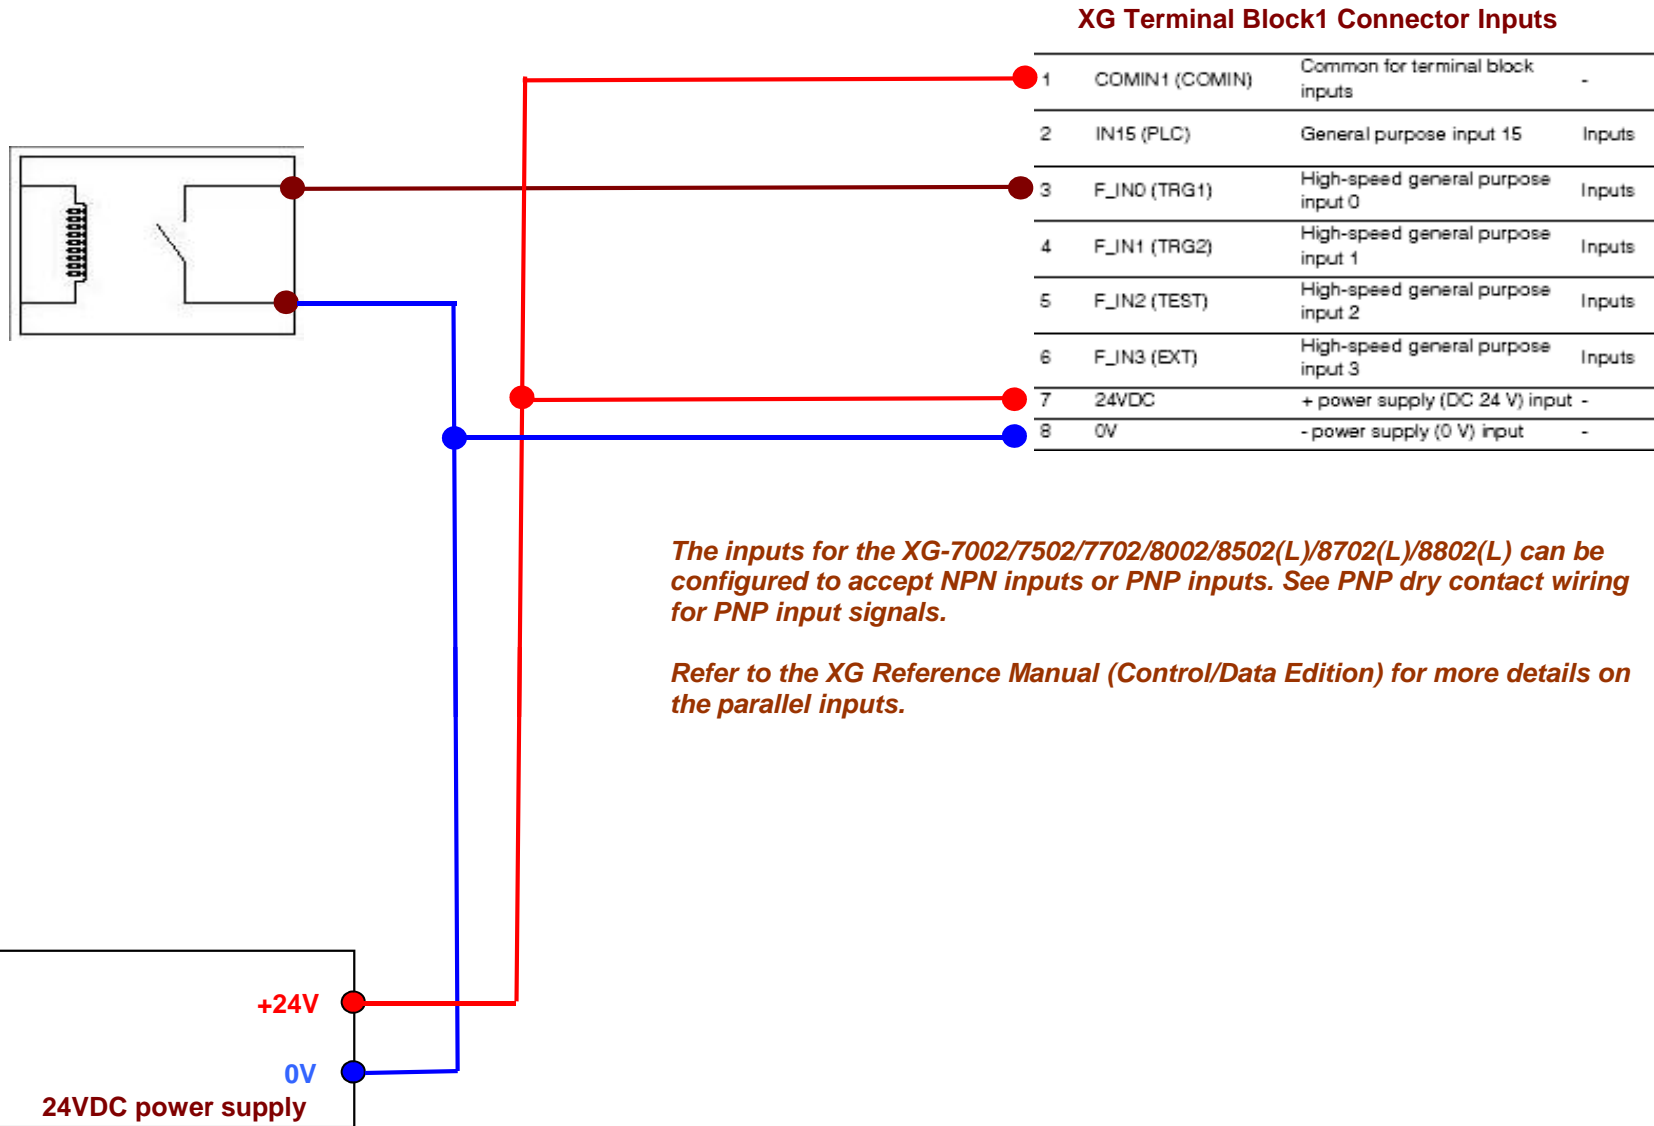 XG Terminal Block1 Connector Inputs
1 COMIN1 (COMIN) Common for terminal block inputs -
2 IN15 (PLC) General purpose input 15 Inputs
3 F_IN0 (TRG1) High-speed general purpose input 0 Inputs
4 F_IN1 (TRG2) High-speed general purpose input 1 Inputs
5 F_IN2 (TEST) High-speed general purpose input 2 Inputs
6 F_IN3 (EXT) High-speed general purpose input 3 Inputs
7 24VDC + power supply (DC 24 V) input -
8 0V - power supply (0 V) input -
The inputs for the XG-7002/7502/7702/8002/8502(L)/8702(L)/8802(L) can be
configured to accept NPN inputs or PNP inputs. See PNP dry contact wiring
for PNP input signals.
Refer to the XG Reference Manual (Control/Data Edition) for more details on
the parallel inputs.
+24V
0V
24VDC power supply